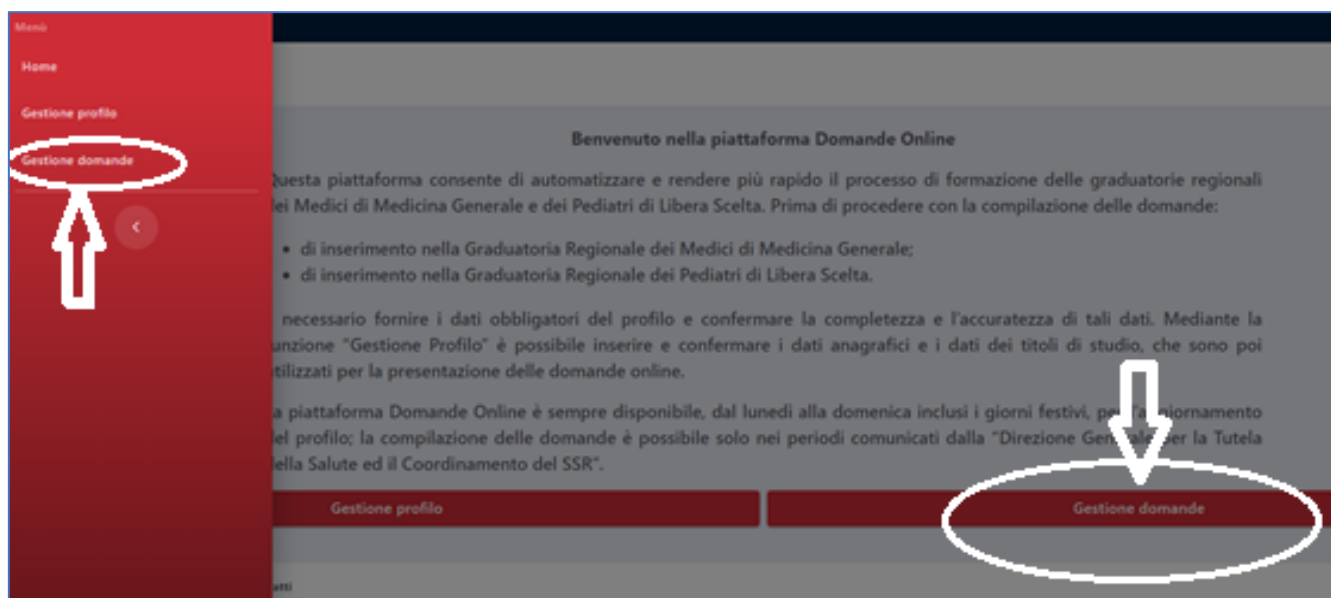 Menù
Home
Gestione profilo
Gestione domande
Benvenuto nella piattaforma Domande Online
Questa piattaforma consente di automatizzare e rendere più rapido il processo di formazione delle graduatorie regionali
dei Medici di Medicina Generale e dei Pediatri di Libera Scelta. Prima di procedere con la compilazione delle domande:
• di inserimento nella Graduatoria Regionale dei Medici di Medicina Generale;
• di inserimento nella Graduatoria Regionale dei Pediatri di Libera Scelta.
necessario fornire i dati obbligatori del profilo e confermare la completezza e l'accuratezza di tali dati. Mediante la
unzione "Gestione Profilo" è possibile inserire e confermare i dati anagrafici e i dati dei titoli di studio, che sono poi
utilizzati per la presentazione delle domande online.
a piattaforma Domande Online è sempre disponibile, dal lunedì alla domenica inclusi i giorni festivi, per l'aggiornamento
del profilo; la compilazione delle domande è possibile solo nei periodi comunicati dalla "Direzione Generale per la Tutela
della Salute ed il Coordinamento del SSR".
Gestione profilo
Gestione domande
atti